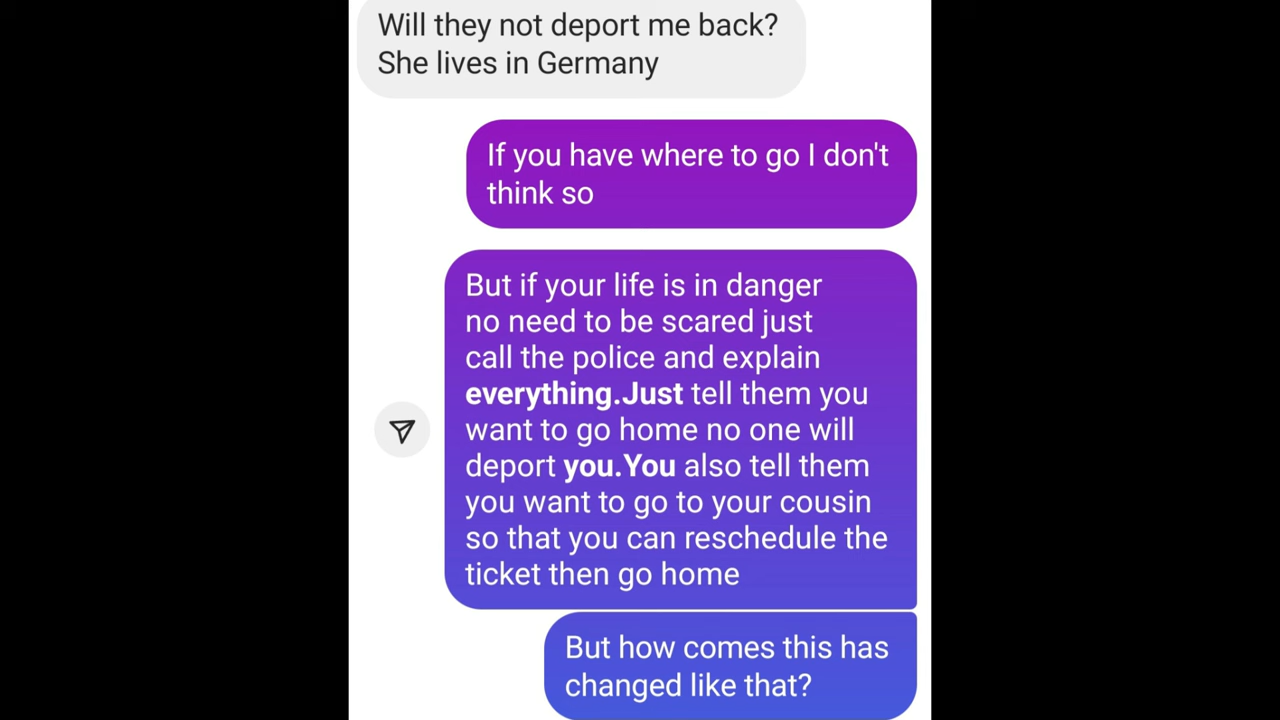 Will they not deport me back?
She lives in Germany
If you have where to go I don't
think so
But if your life is in danger
no need to be scared just
call the police and explain
everything.Just tell them you
want to go home no one will
deport you.You also tell them
you want to go to your cousin
so that you can reschedule the
ticket then go home
But how comes this has
changed like that?